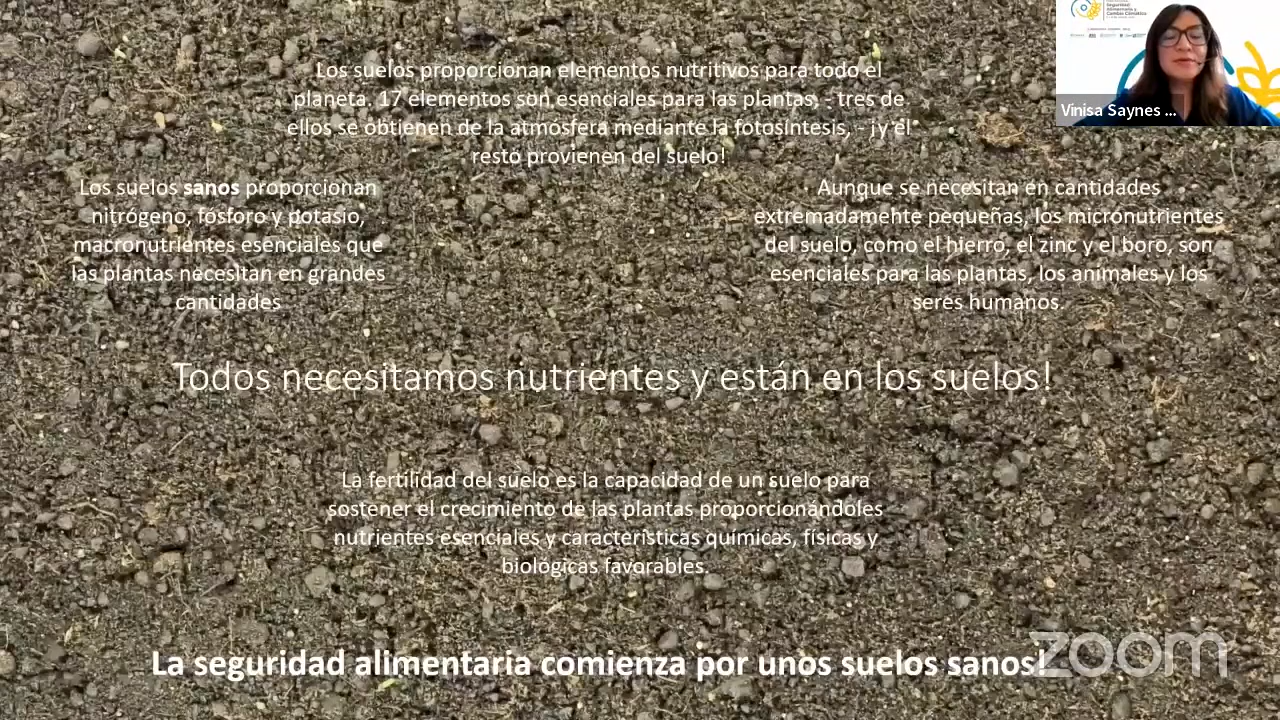 Los suelos proporcionan elementos nutritivos para todo el
planeta. 17 elementos son esenciales para las plantas, - tres de
ellos se obtienen de la atmósfera mediante la fotosíntesis, - ¡y el
resto provienen del suelo!
Los suelos sanos proporcionan
nitrógeno, fósforo y potasio,
macronutrientes esenciales que
las plantas necesitan en grandes
cantidades
Aunque se necesitan en cantidades
extremadamente pequeñas, los micronutrientes
del suelo, como el hierro, el zinc y el boro, son
esenciales para las plantas, los animales y los
seres humanos.
Todos necesitamos nutrientes y están en los suelos!
La fertilidad del suelo es la capacidad de un suelo para
sostener el crecimiento de las plantas proporcionándoles
nutrientes esenciales y características químicas, físicas y
biológicas favorables.
La seguridad alimentaria comienza por unos suelos sanos!
Seguridad
Alimentaria y
Cambio Climático
Vinisa Saynes ...
zoom